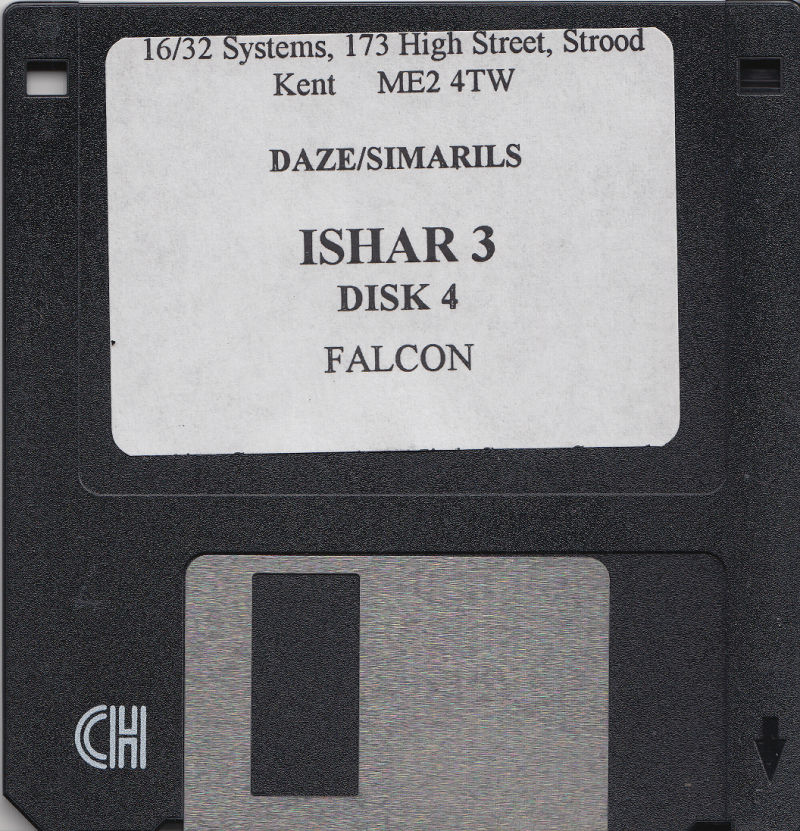 16/32 Systems, 173 High Street, Strood
Kent ME2 4TW
DAZE/SIMARILS
ISHAR 3
DISK 4
FALCON
CH